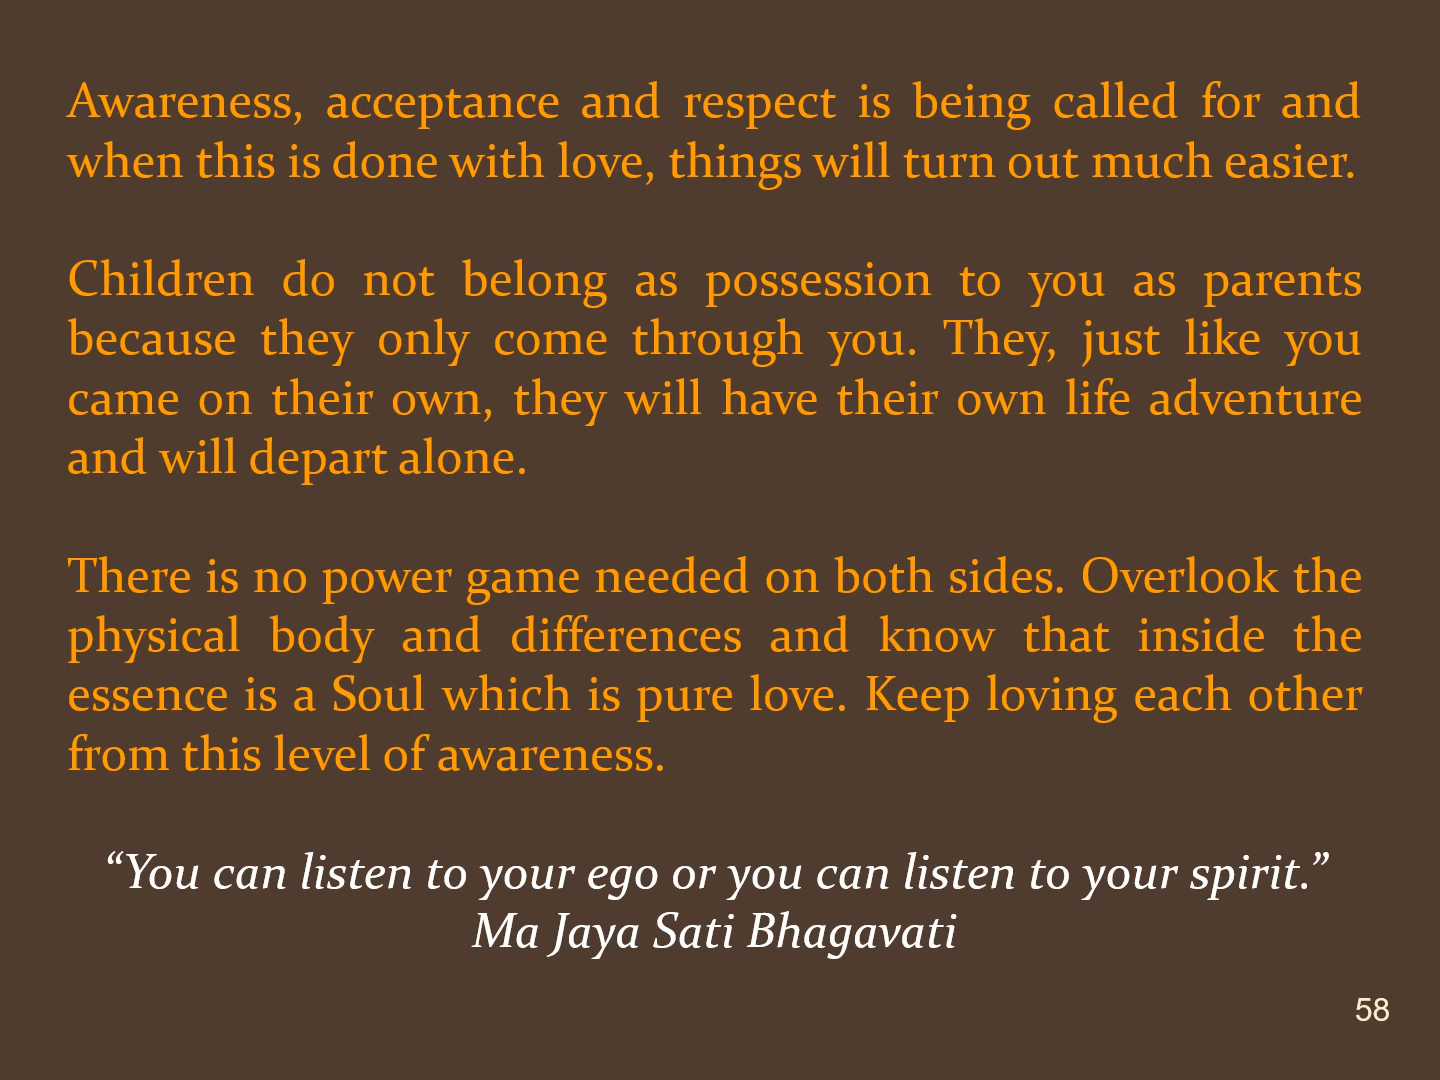 Awareness, acceptance and respect is being called for and
when this is done with love, things will turn out much easier.
Children do not belong as possession to you as parents
because they only come through you. They, just like you
came on their own, they will have their own life adventure
and will depart alone.
There is no power game needed on both sides. Overlook the
physical body and differences and know that inside the
essence is a Soul which is pure love. Keep loving each other
from this level of awareness.
“You can listen to your ego or you can listen to your spirit.”
Ma Jaya Sati Bhagavati
58